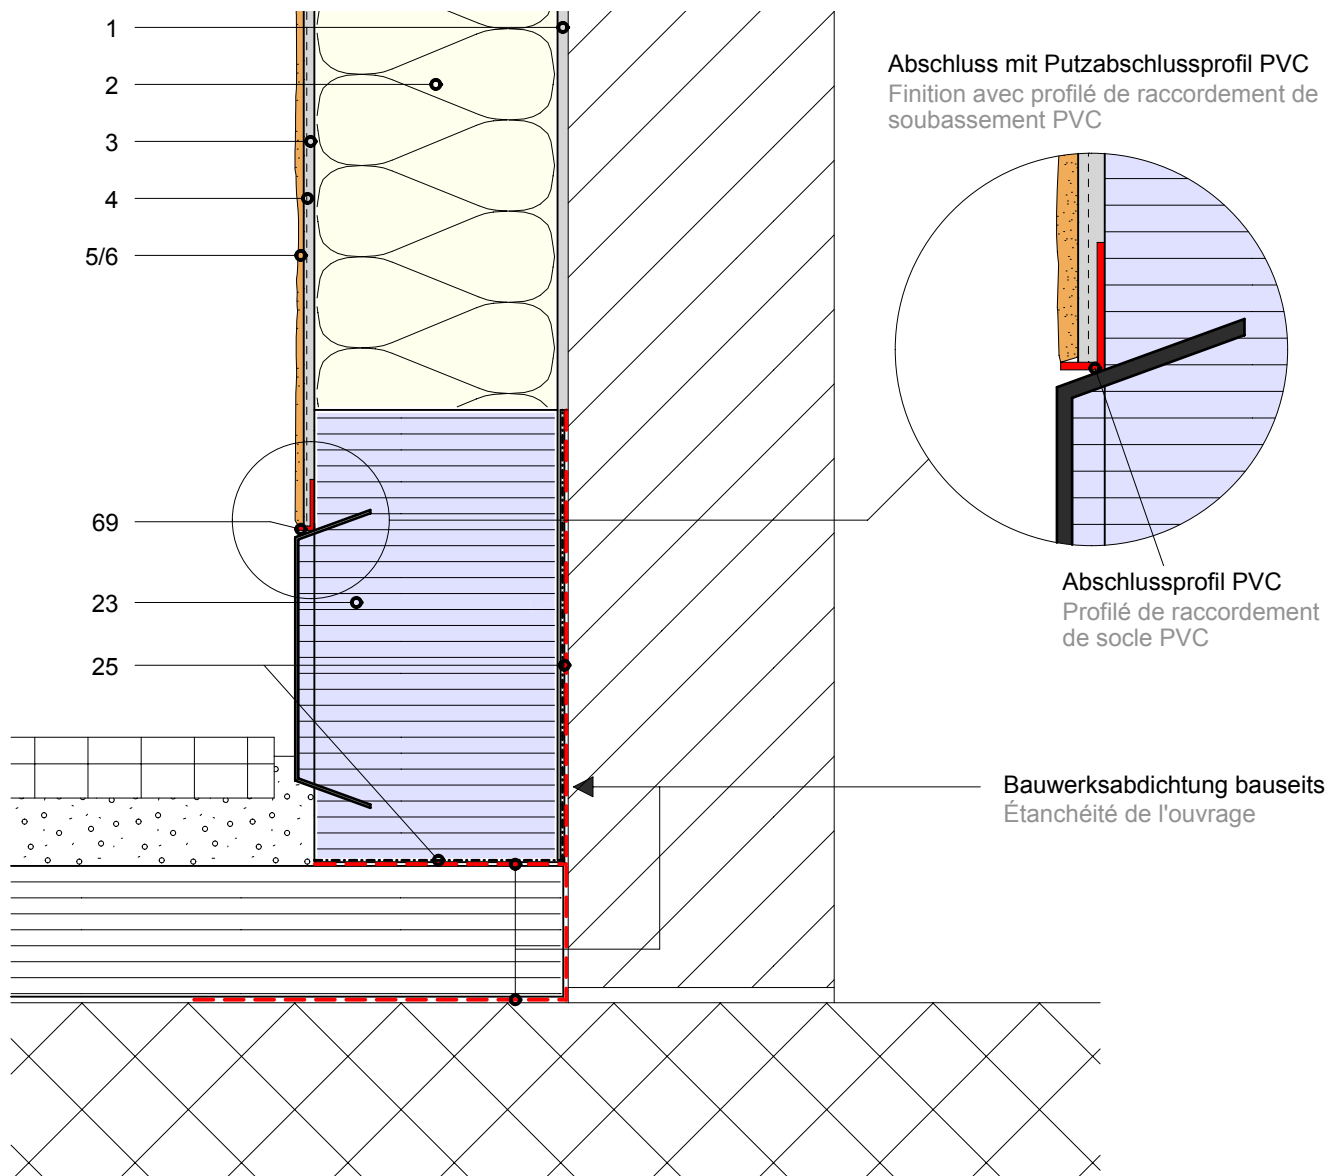 1
2
3
4
5/6
69
23
25
Abschluss mit Putzabschlussprofil PVC
Finition avec profilé de raccordement de
soubassement PVC
Abschlussprofil PVC
Profilé de raccordement
de socle PVC
Bauwerksabdichtung bauseits
Étanchéité de l'ouvrage